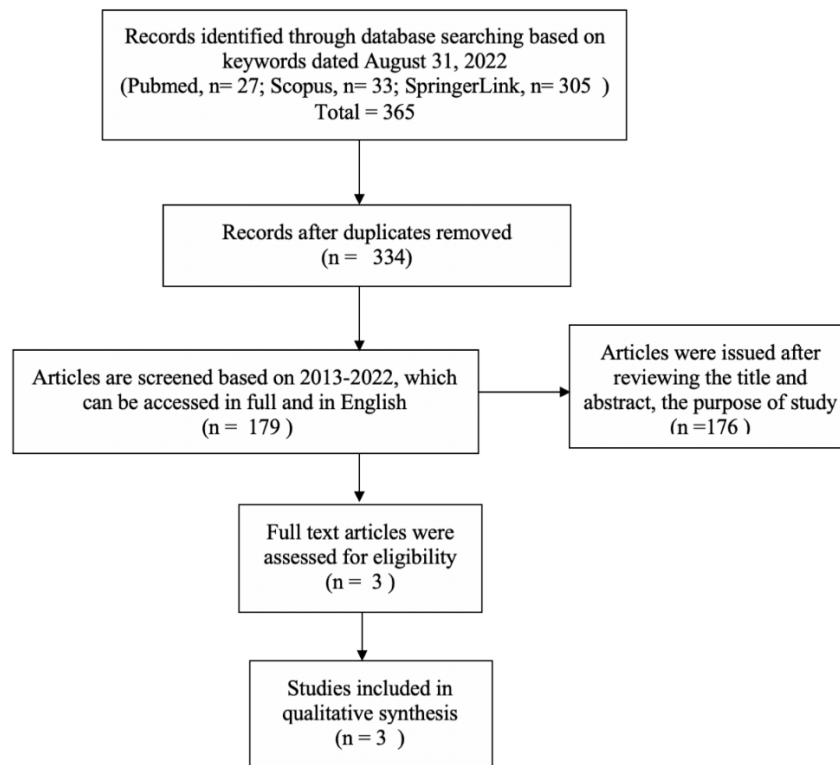 Records identified through database searching based on
keywords dated August 31, 2022
(Pubmed, n= 27; Scopus, n= 33; SpringerLink, n= 305 )
Total = 365
Records after duplicates removed
(n = 334)
Articles are screened based on 2013-2022, which
can be accessed in full and in English
(n = 179 )
Articles were issued after
reviewing the title and
abstract, the purpose of study
(n =176 )
Full text articles were
assessed for eligibility
(n = 3 )
Studies included in
qualitative synthesis
(n = 3 )